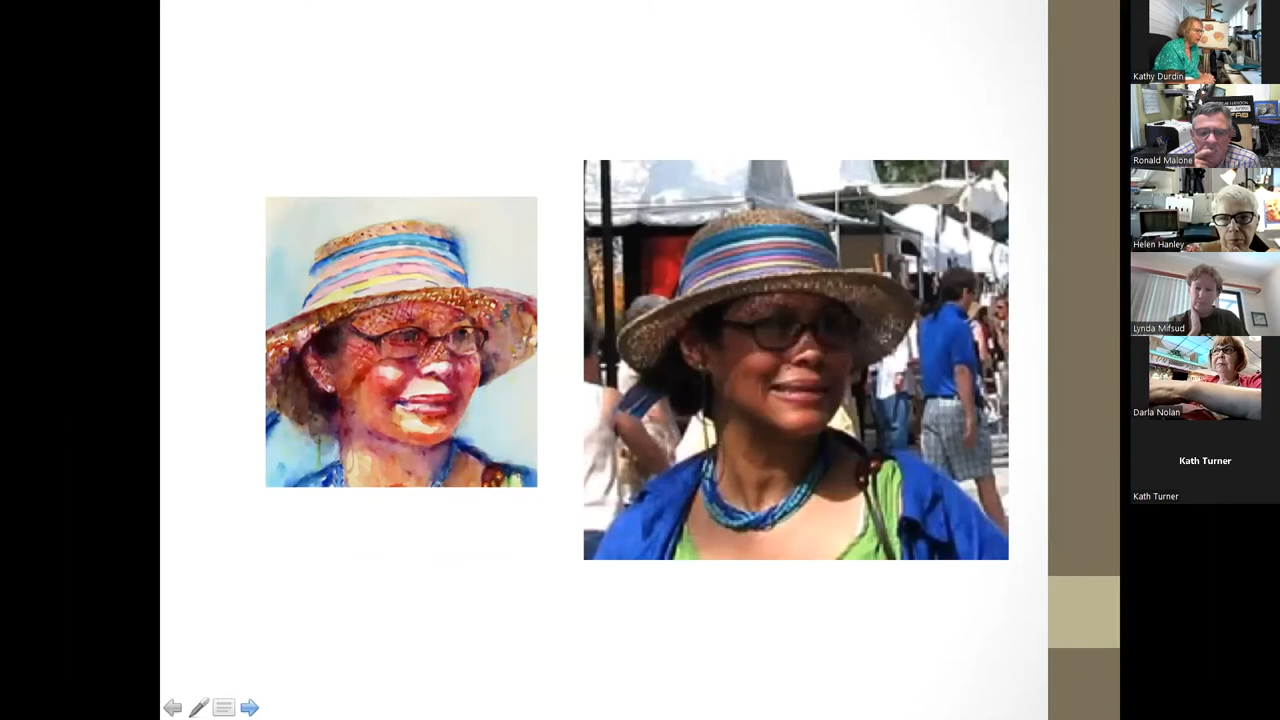 Kathy Durdin
Ronald Malone
Helen Hanley
Lynda Mifsud
Darla Nolan
Kath Turner
Kath Turner